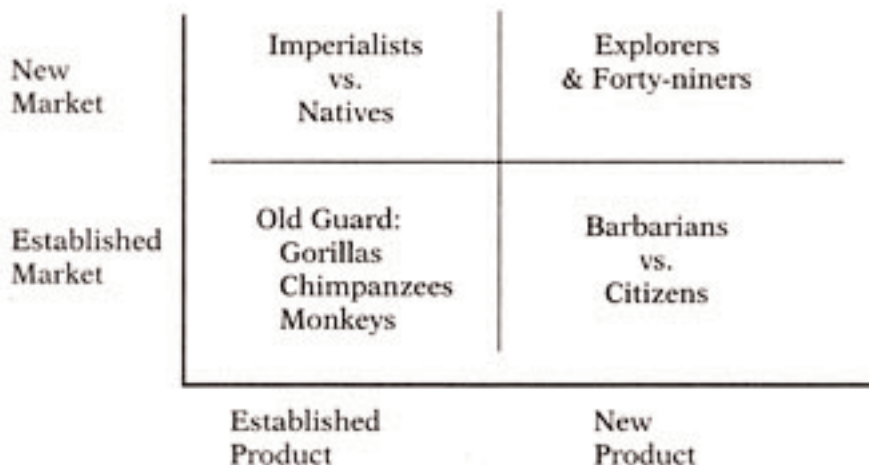 New
Market
Imperialists
vs.
Natives
Explorers
& Forty-niners
Established
Market
Old Guard:
Gorillas
Chimpanzees
Monkeys
Barbarians
vs.
Citizens
Established
Product
New
Product